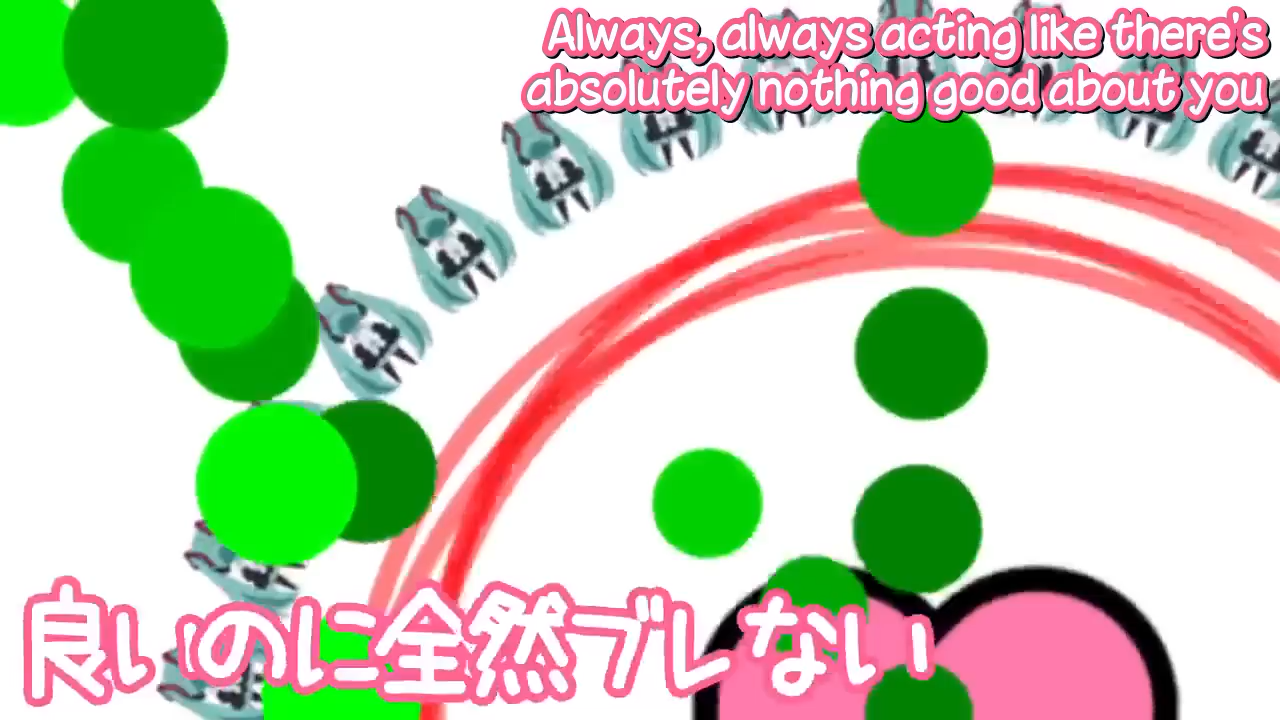 Always, always acting like there's
absolutely nothing good about you
良いのに全然ブレない